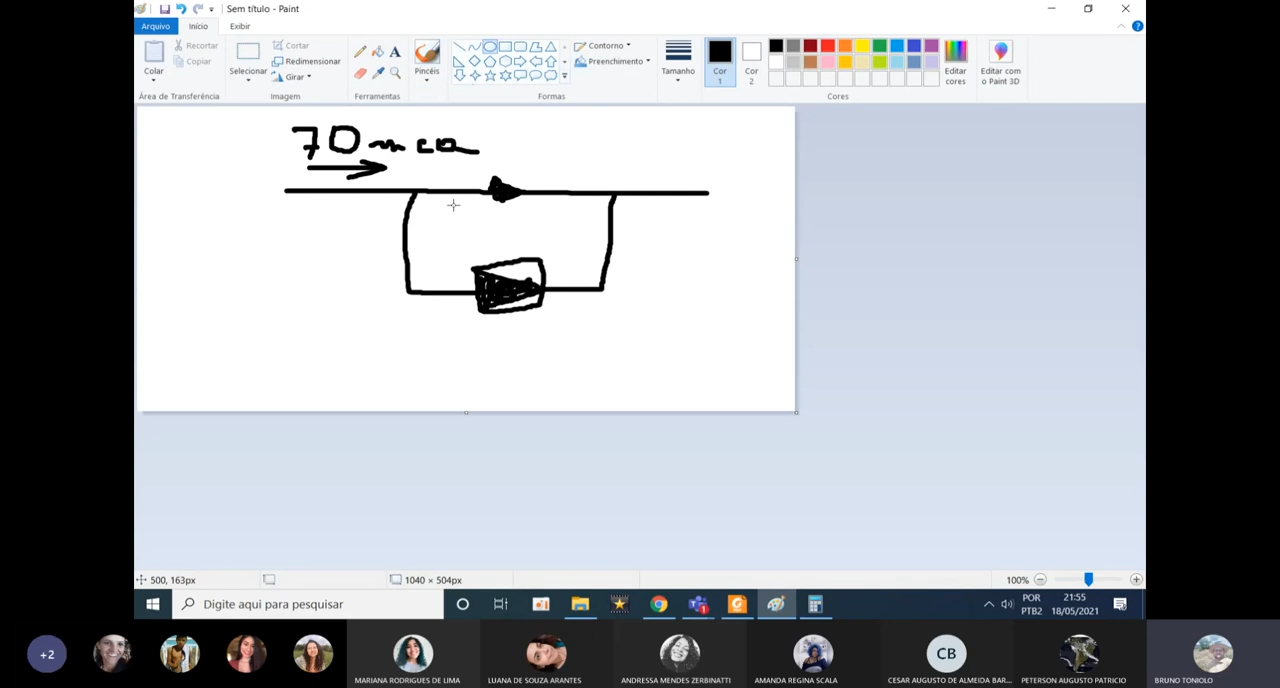 Sem título - Paint
Arquivo Início Exibir
Colar
Recortar
Copiar
Área de Transferência
Selecionar
Cortar
Redimensionar
Girar
Imagem
Ferramentas
Pincéis
Contorno
Preenchimento
Formas
Tamanho
Cor 1
Cor 2
Editar cores
Editar com o Paint 3D
Cores
70 mca
500, 163px
1040 × 504px
100%
Digite aqui para pesquisar
1
POR
PTB2
21:55
18/05/2021
+2
MARIANA RODRIGUES DE LIMA
LUANA DE SOUZA ARANTES
ANDRESSA MENDES ZERBINATTI
AMANDA REGINA SCALA
CB
CESAR AUGUSTO DE ALMEIDA BAR...
PETERSON AUGUSTO PATRICIO
BRUNO TONIOLO